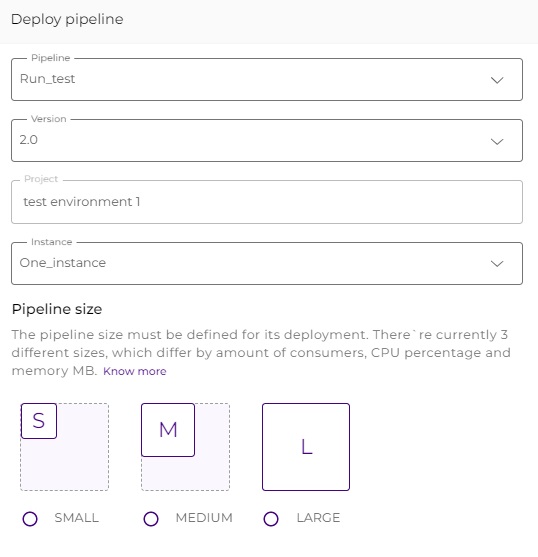 Deploy pipeline
Pipeline
Run_test
Version
2.0
Project
test environment 1
Instance
One_instance
Pipeline size
The pipeline size must be defined for its deployment. There`re currently 3
different sizes, which differ by amount of consumers, CPU percentage and
memory MB. Know more
S M L
SMALL MEDIUM LARGE